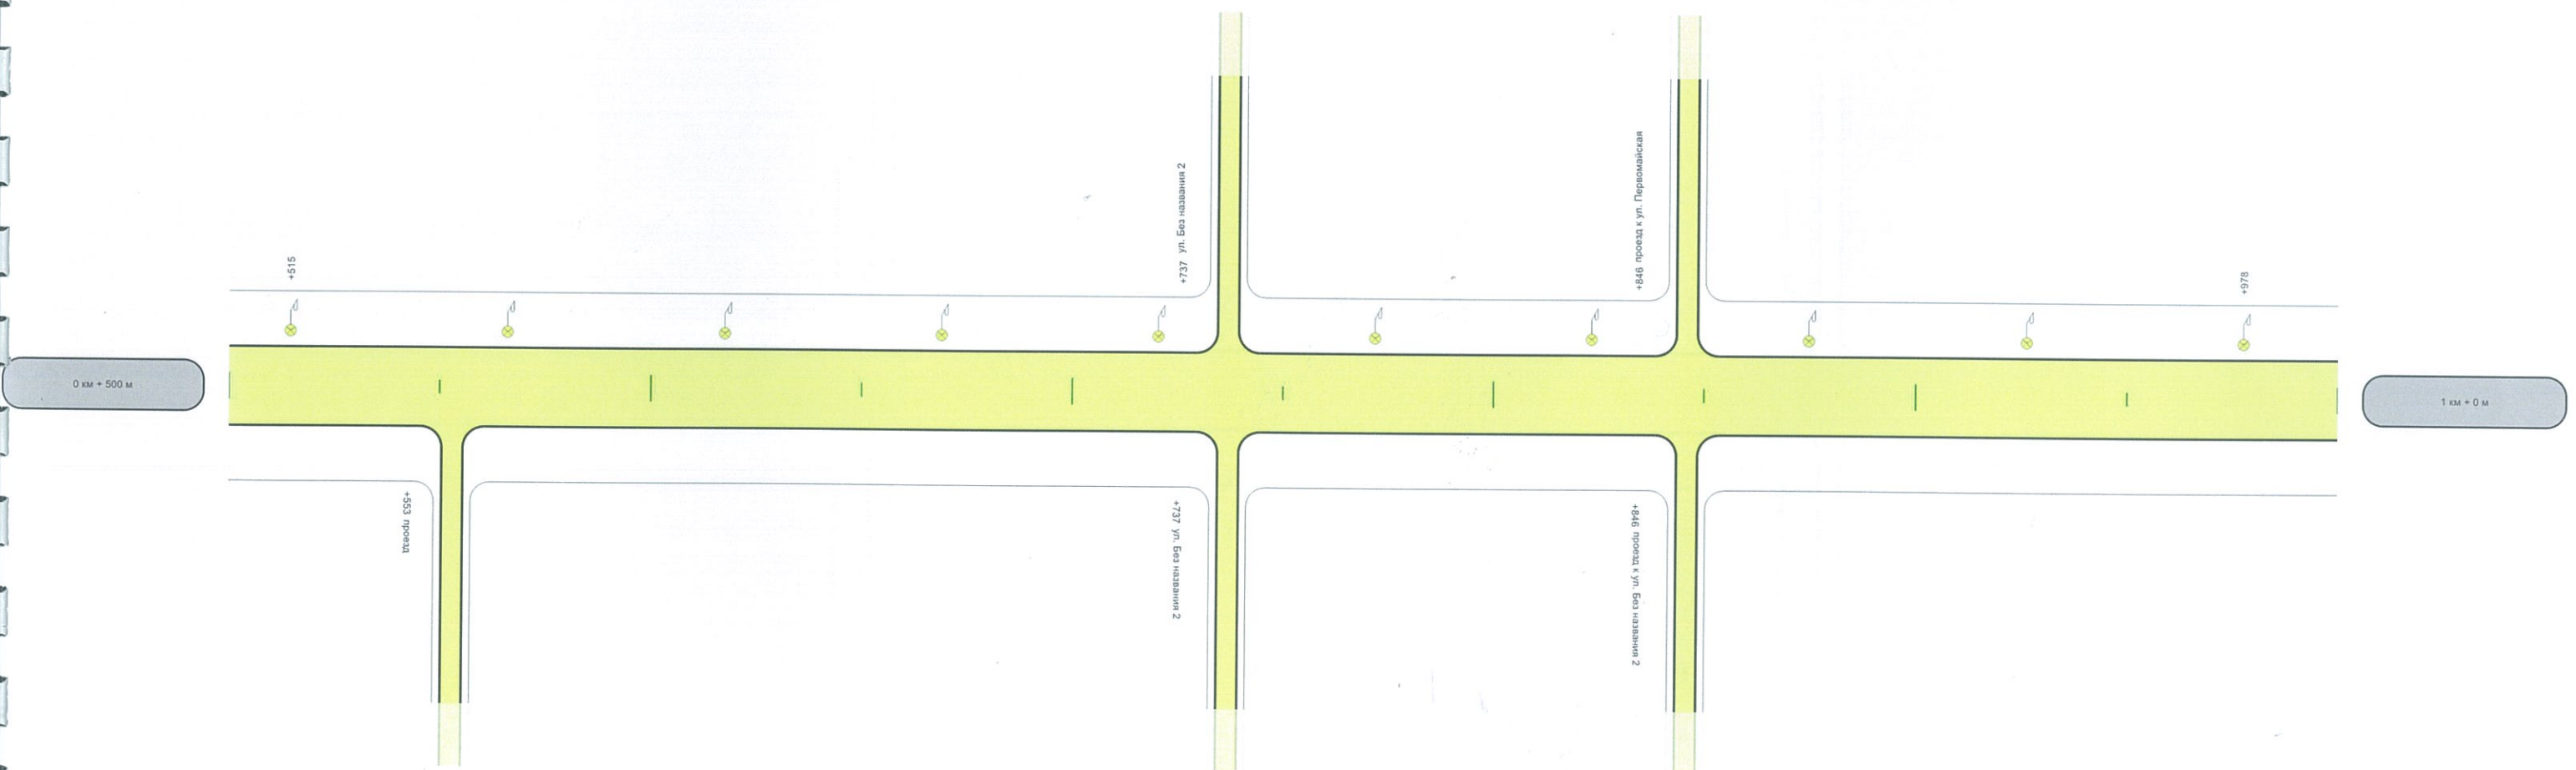 +515
+737 ул. Без названия 2
+846 проезд к ул. Первомайская
+978
0 км + 500 м
1 км + 0 м
+553 проезд
+737 ул. Без названия 2
+846 проезд к ул. Без названия 2